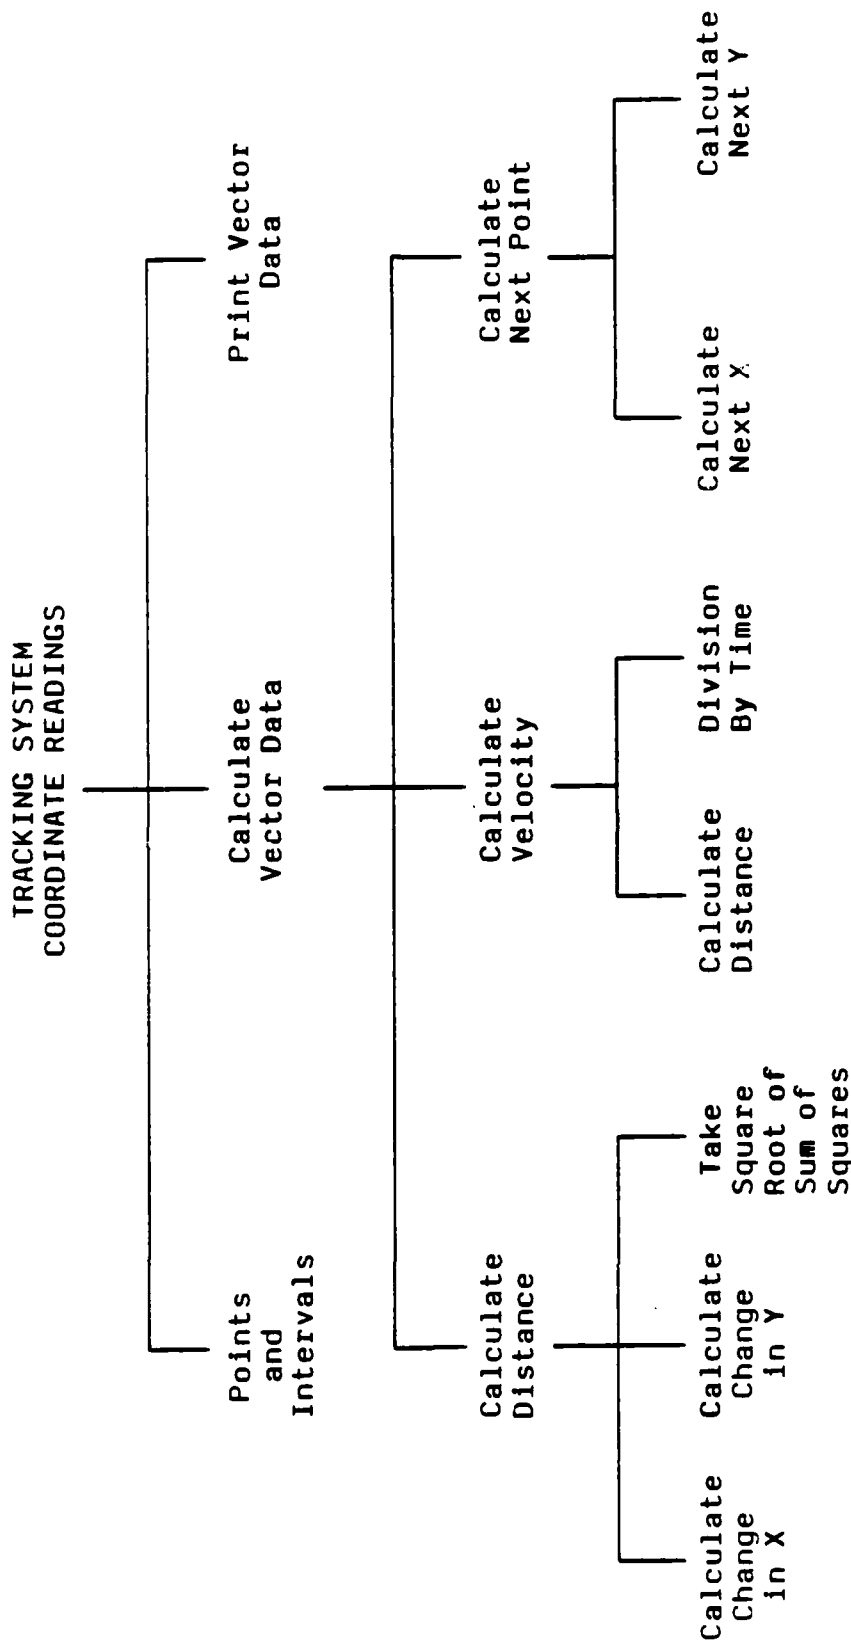 TRACKING SYSTEM
COORDINATE READINGS
Points
and
Intervals
Calculate
Vector Data
Print Vector
Data
Calculate
Distance
Calculate
Velocity
Calculate
Next Point
Calculate
Change
in X
Calculate
Change
in Y
Take
Square
Root of
Sum of
Squares
Calculate
Distance
Division
By Time
Calculate
Next X
Calculate
Next Y